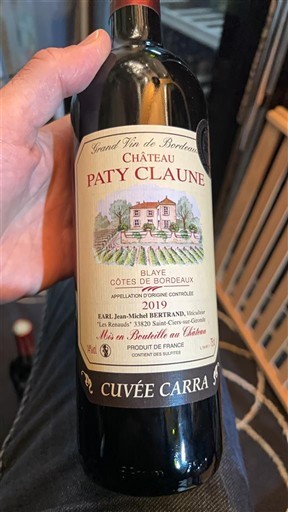 Grand Vin de Bordeaux
CHÂTEAU
PATY CLAUNE
BLAYE
CÔTES DE BORDEAUX
APPELLATION D'ORIGINE CONTRÔLÉE
2019
EARL Jean-Michel BERTRAND, Viticulteur
"Les Renauds" 33820 Saint-Ciers-sur-Gironde
Mis en Bouteille au Château
PRODUIT DE FRANCE
CONTIENT DES SULFITES
CUVÉE CARRA